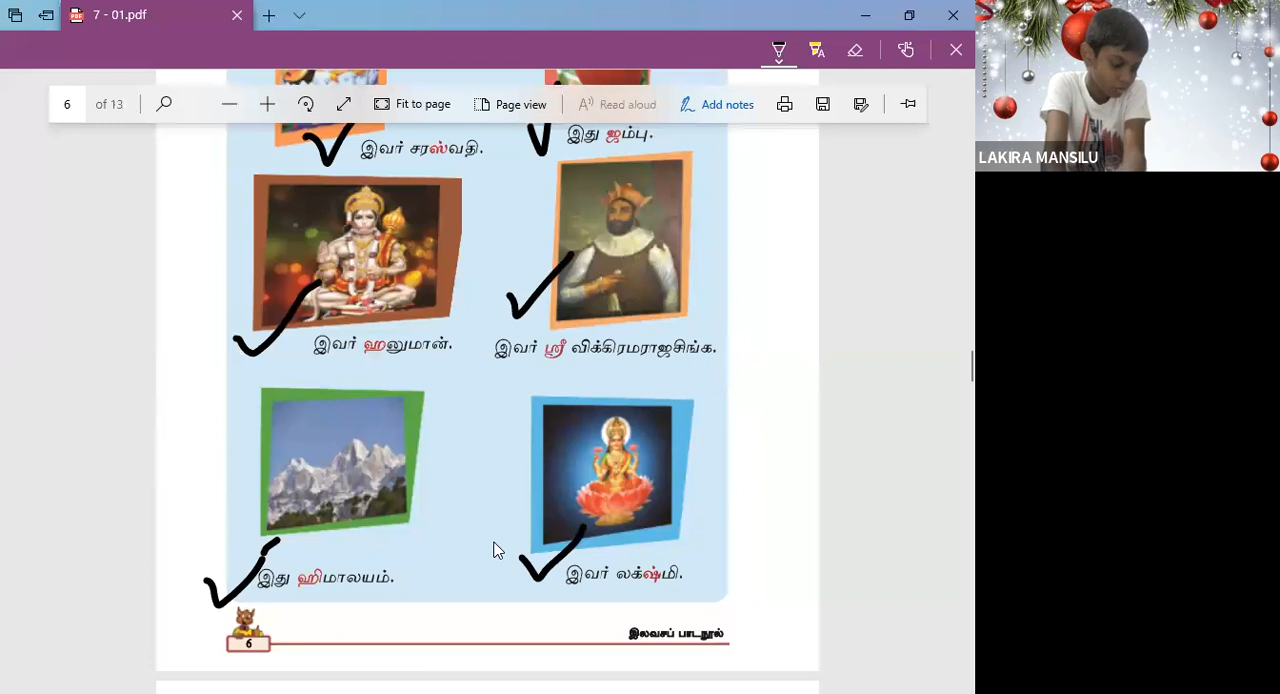 7 - 01.pdf
6 of 13
Fit to page
Page view
Read aloud
Add notes
LAKIRA MANSILU
இவர் சரஸ்வதி.
இது ஜம்பு.
இவர் ஹனுமான்.
இவர் ஸ்ரீ விக்கிரமராஜசிங்க.
இது ஹிமாலயம்.
இவர் லக்ஷ்மி.
6
இலவசப் பாடநூல்